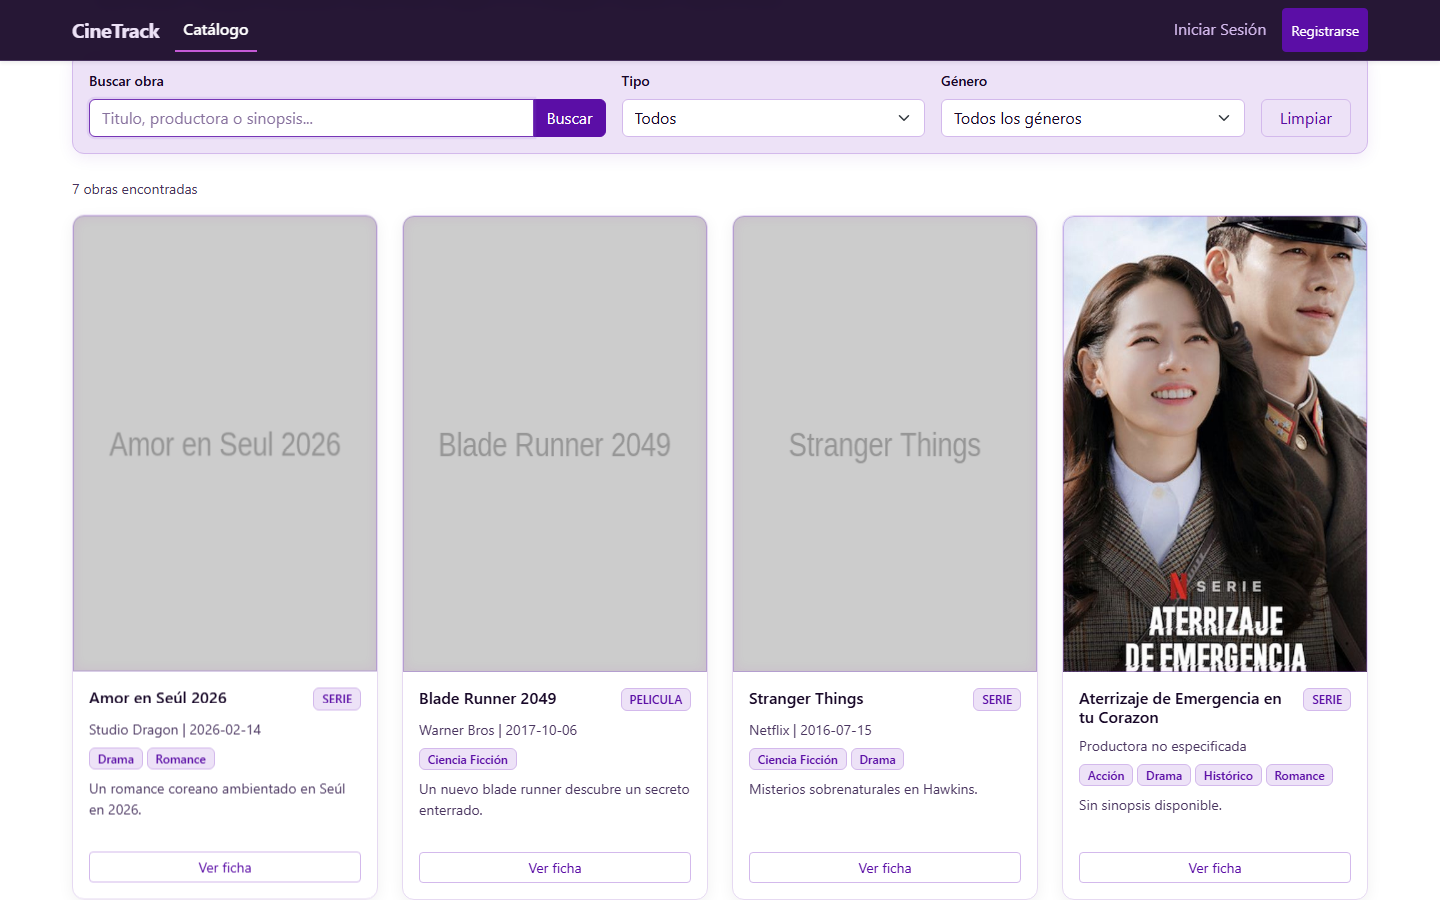 CineTrack Catálogo Iniciar Sesión Registrarse
Buscar obra Tipo Género
Titulo, productora o sinopsis... Buscar Todos Todos los géneros Limpiar
7 obras encontradas
Amor en Seul 2026
Amor en Seúl 2026 SERIE
Studio Dragon | 2026-02-14
Drama Romance
Un romance coreano ambientado en Seúl
en 2026.
Ver ficha
Blade Runner 2049
Blade Runner 2049 PELICULA
Warner Bros | 2017-10-06
Ciencia Ficción
Un nuevo blade runner descubre un secreto
enterrado.
Ver ficha
Stranger Things
Stranger Things SERIE
Netflix | 2016-07-15
Ciencia Ficción Drama
Misterios sobrenaturales en Hawkins.
Ver ficha
N SERIE
ATERRIZAJE
DE EMERGENCIA
Aterrizaje de Emergencia en SERIE
tu Corazon
Productora no especificada
Acción Drama Histórico Romance
Sin sinopsis disponible.
Ver ficha